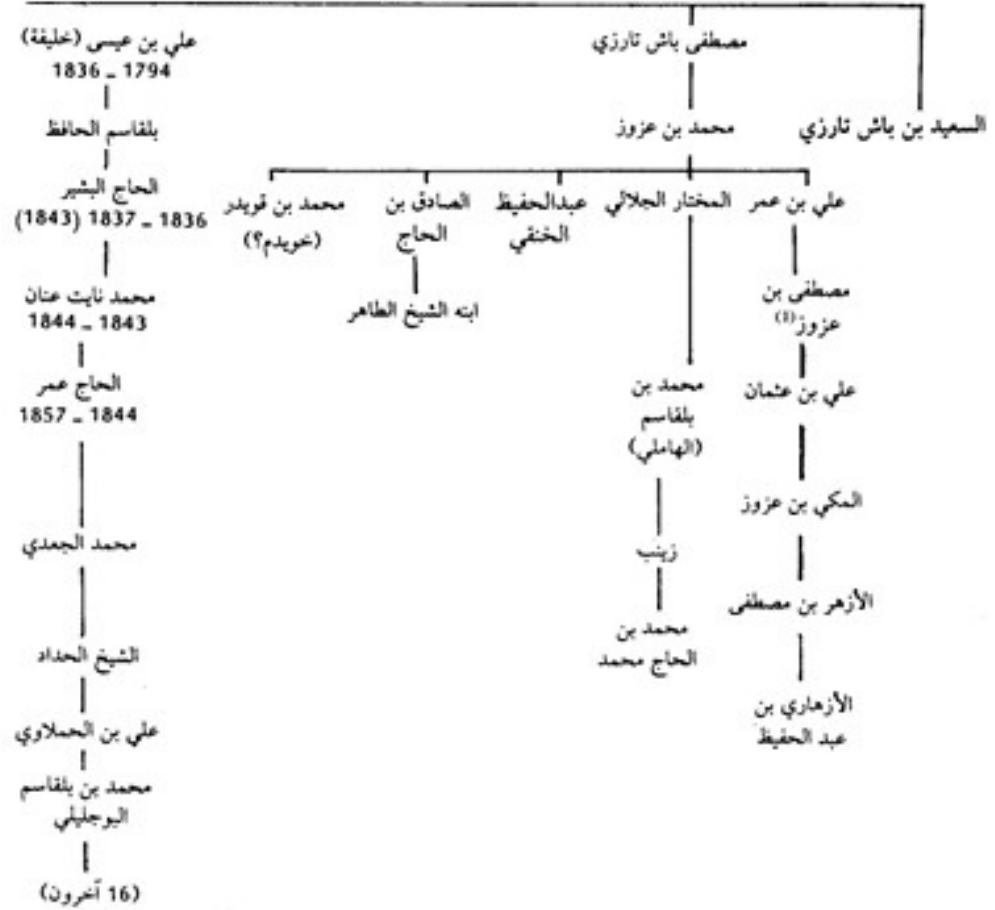 علي بن عيسى (خليفة)
1794 ـ 1836
بلقاسم الحافظ
الحاج البشير
1836 ـ 1837 (1843)
محمد نايت عنان
1843 ـ 1844
الحاج عمر
1844 ـ 1857
محمد الجعدي
الشيخ الحداد
علي بن الحملاوي
محمد بن بلقاسم
البوجليلي
(16 آخرون)
مصطفى باش تارزي
محمد بن عزوز
السعيد بن باش تارزي
علي بن عمر
مصطفى بن
عزوز(1)
علي بن عثمان
المكي بن عزوز
الأزهر بن مصطفى
الأزهاري بن
عبد الحفيظ
المختار الجلالي
محمد بن
بلقاسم
(الهاملي)
زينب
محمد بن
الحاج محمد
عبدالحفيظ
الخنقي
الصادق بن
الحاج
ابنه الشيخ الطاهر
محمد بن قويدر
(خويدم؟)